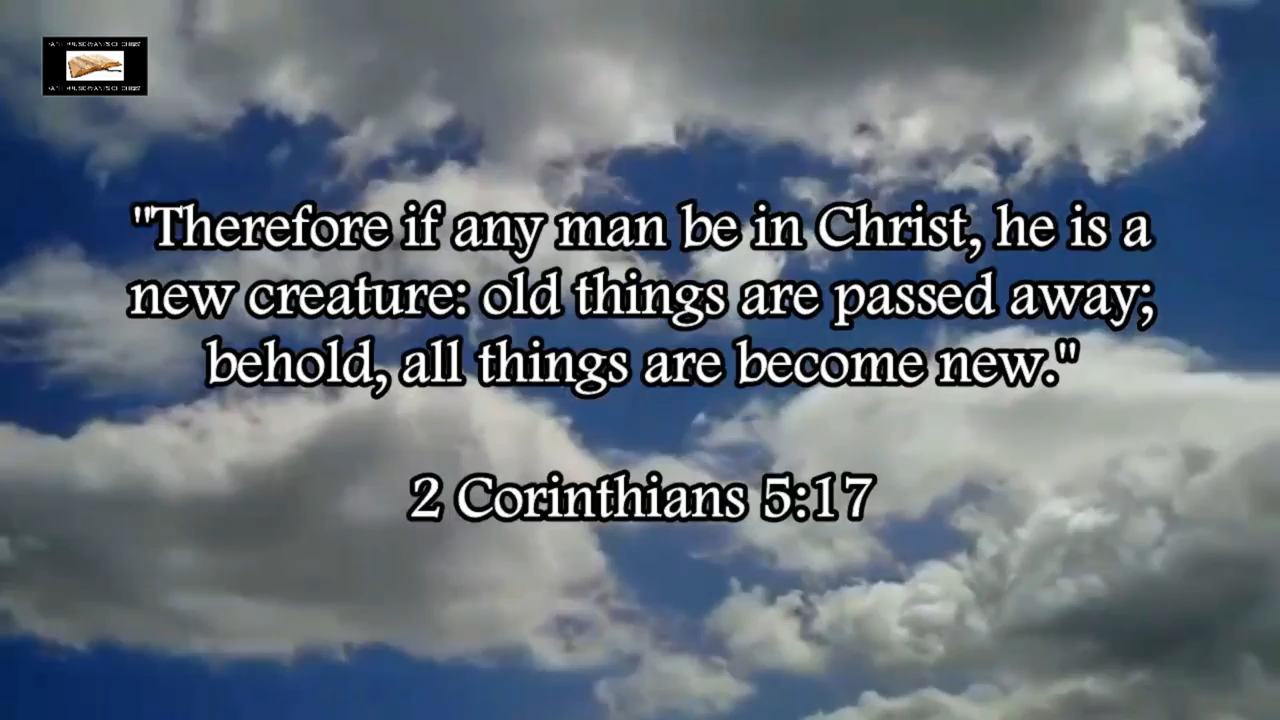 "Therefore if any man be in Christ, he is a
new creature: old things are passed away;
behold, all things are become new."
2 Corinthians 5:17